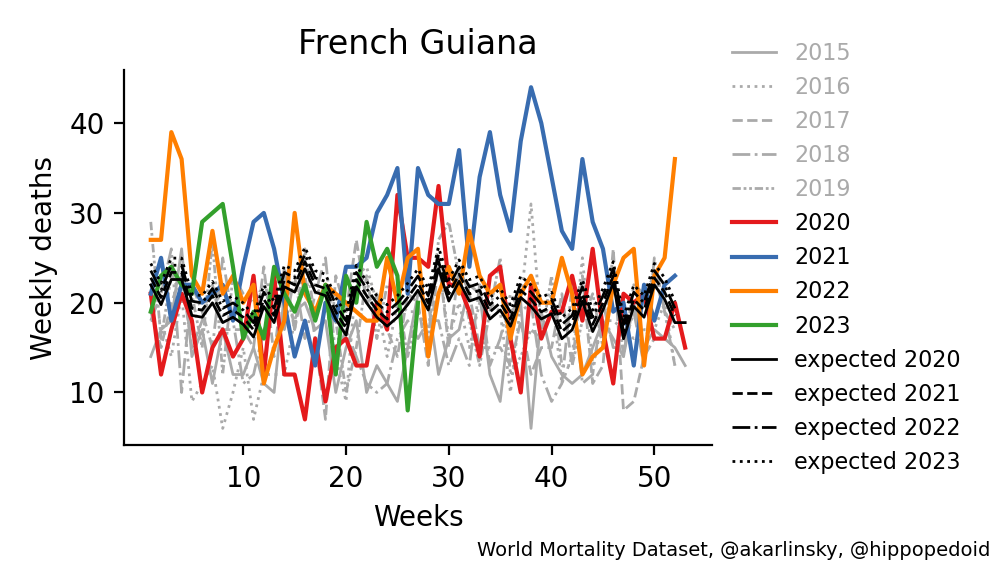 French Guiana
Weekly deaths
40
30
20
10
10 20 30 40 50
Weeks
2015
2016
2017
2018
2019
2020
2021
2022
2023
expected 2020
expected 2021
expected 2022
expected 2023
World Mortality Dataset, @akarlinsky, @hippopedoid